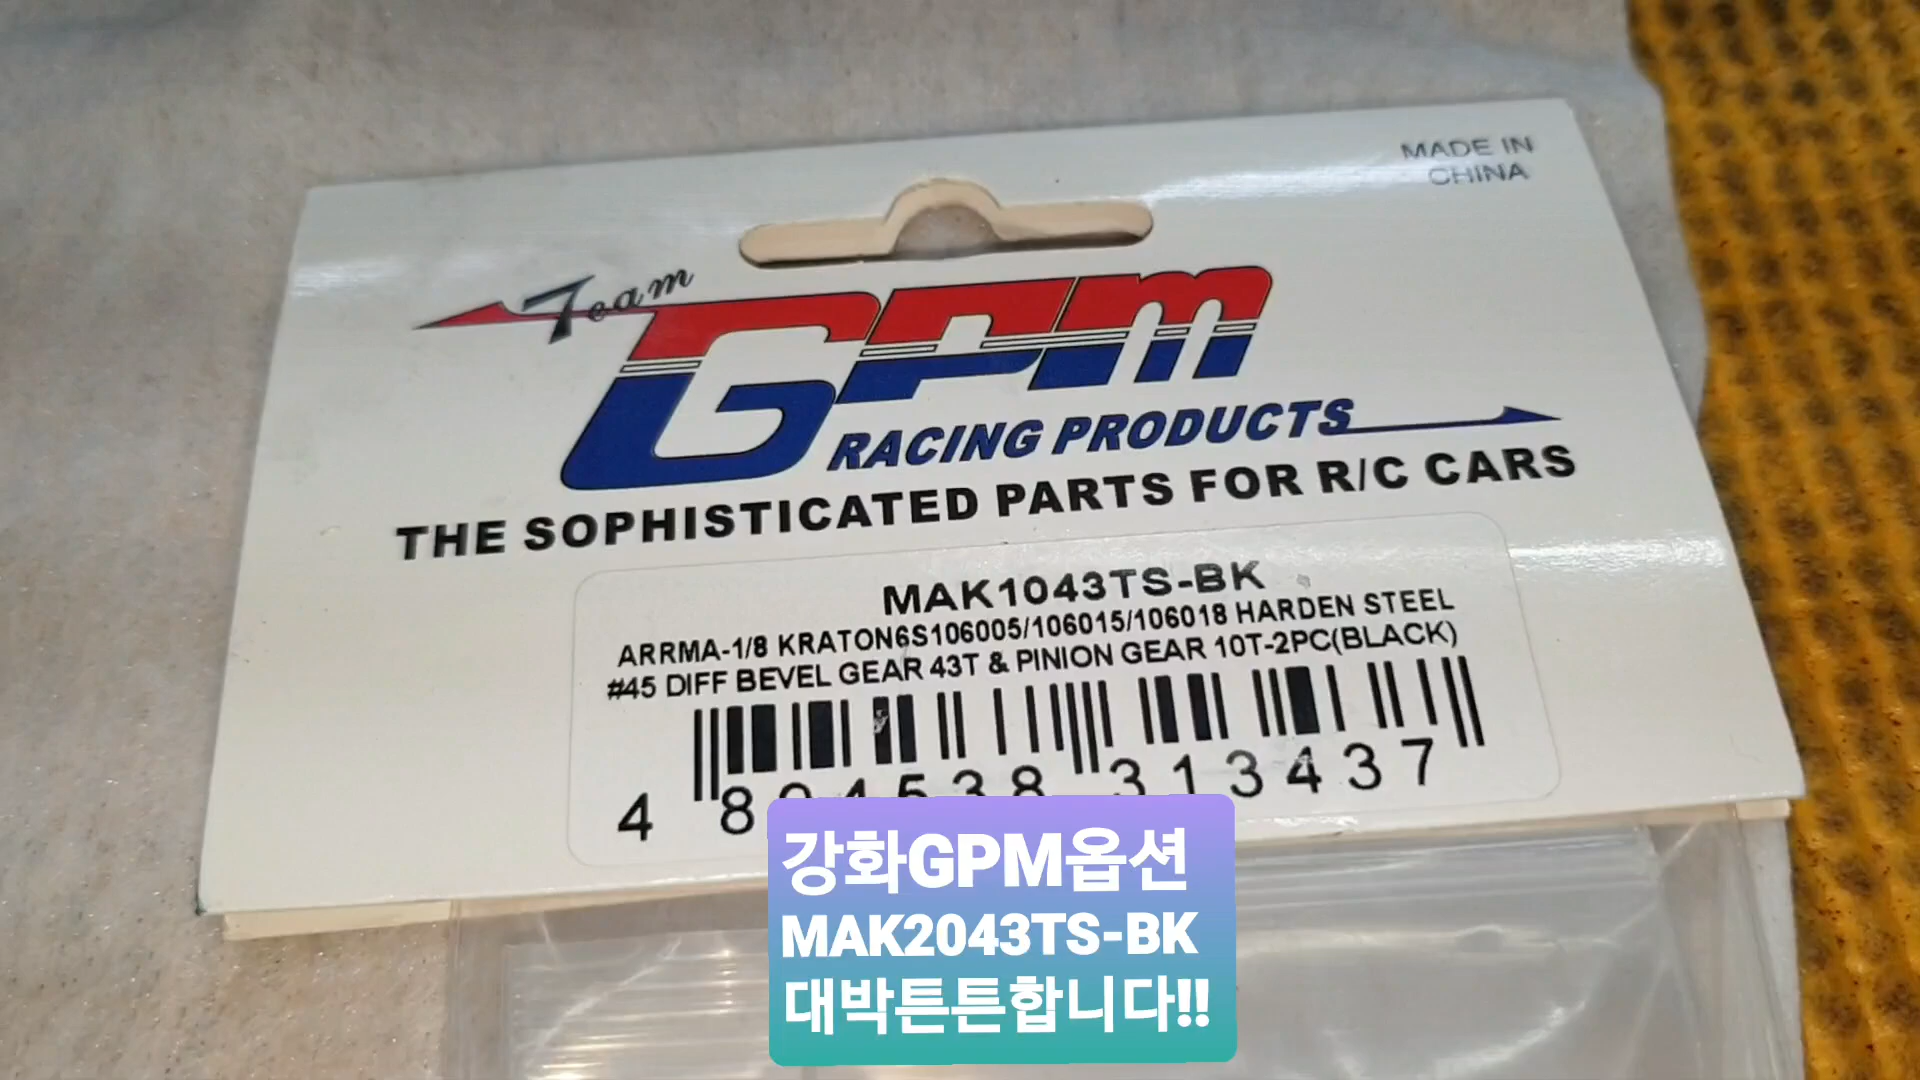 MADE IN
CHINA
Team
GPM
RACING PRODUCTS
THE SOPHISTICATED PARTS FOR R/C CARS
MAK1043TS-BK
ARRMA-1/8 KRATON6S106005/106015/106018 HARDEN STEEL
#45 DIFF BEVEL GEAR 43T & PINION GEAR 10T-2PC(BLACK)
4 894538 313437
강화GPM옵션
MAK2043TS-BK
대박튼튼합니다!!